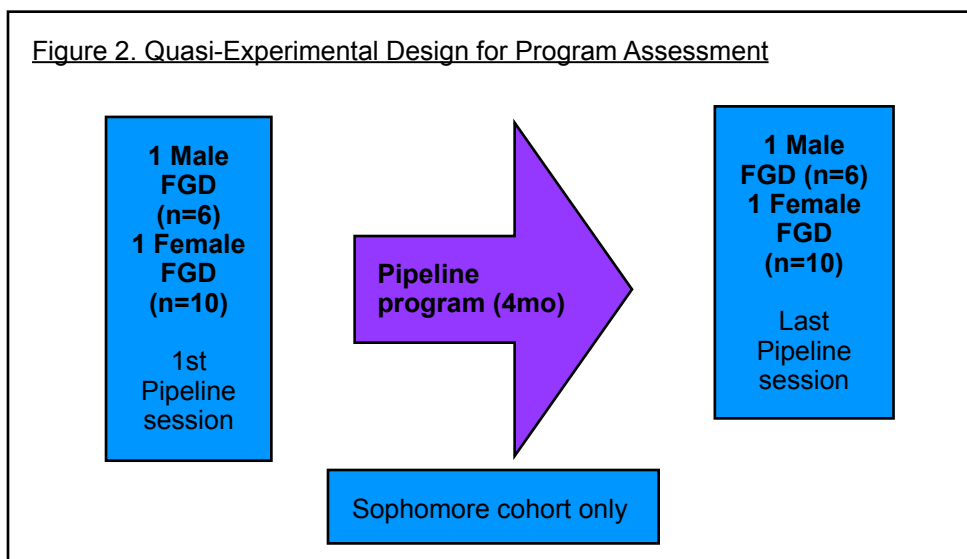 Figure 2. Quasi-Experimental Design for Program Assessment
1 Male
FGD
(n=6)
1 Female
FGD
(n=10)
1st
Pipeline
session
Pipeline
program (4mo)
1 Male
FGD (n=6)
1 Female
FGD
(n=10)
Last
Pipeline
session
Sophomore cohort only